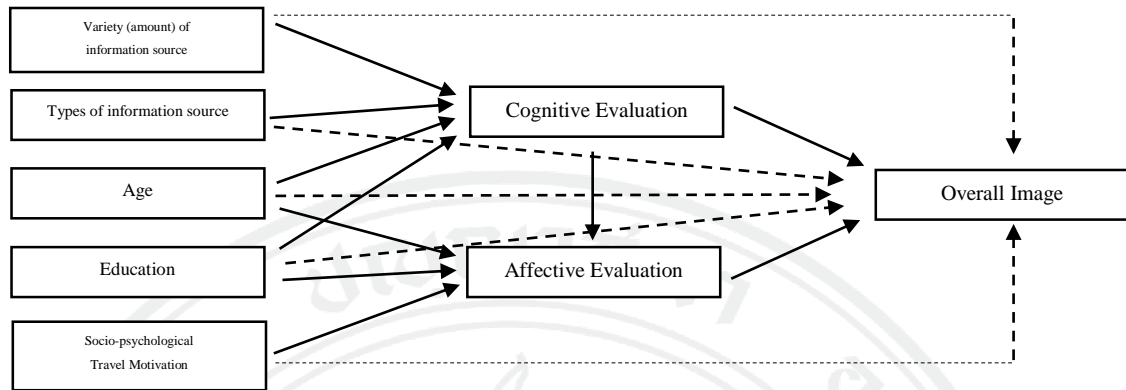 Variety (amount) of
information source
Types of information source
Cognitive Evaluation
Age
Overall Image
Education
Affective Evaluation
Socio-psychological
Travel Motivation